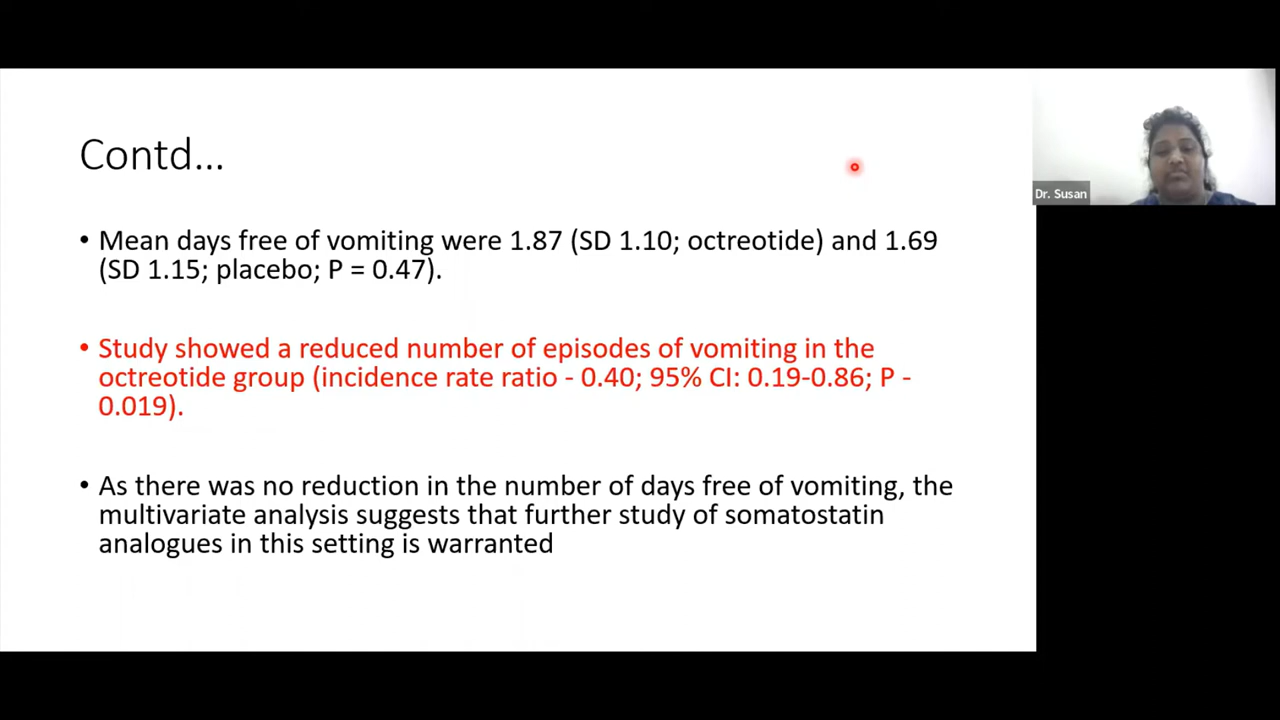 Contd...
• Mean days free of vomiting were 1.87 (SD 1.10; octreotide) and 1.69
(SD 1.15; placebo; P = 0.47).
• Study showed a reduced number of episodes of vomiting in the
octreotide group (incidence rate ratio - 0.40; 95% CI: 0.19-0.86; P -
0.019).
• As there was no reduction in the number of days free of vomiting, the
multivariate analysis suggests that further study of somatostatin
analogues in this setting is warranted
Dr. Susan